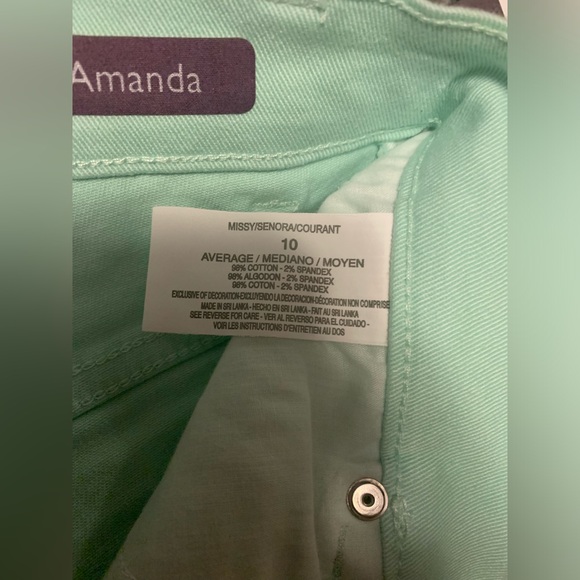 Amanda
MISSY/SENORA/COURANT
10
AVERAGE / MEDIANO / MOYEN
98% COTTON - 2% SPANDEX
98% ALGODON - 2% SPANDEX
98% COTON - 2% SPANDEX
EXCLUSIVE OF DECORATION-EXCLUYENDO LA DECORACION-DÉCORATION NON COMPRISE
MADE IN SRI LANKA - HECHO EN SRI LANKA - FAIT AU SRI LANKA
SEE REVERSE FOR CARE - VER AL REVERSO PARA EL CUIDADO -
VOIR LES INSTRUCTIONS D'ENTRETIEN AU DOS